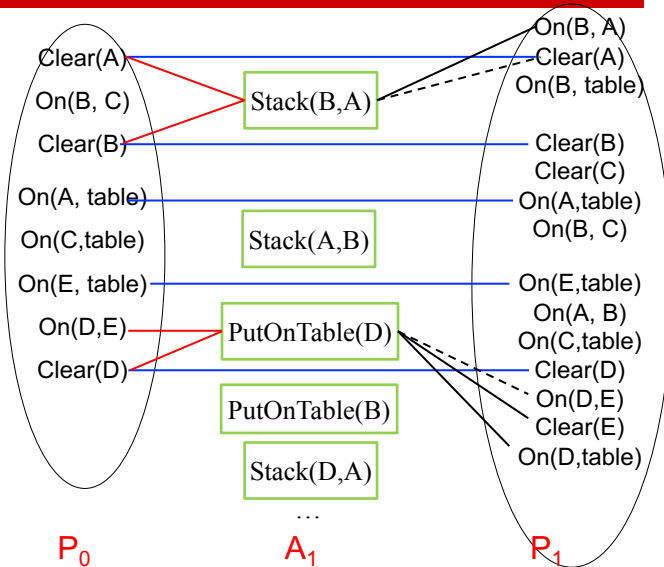 Clear(A)
On(B, C)
Clear(B)
On(A, table)
On(C,table)
On(E, table)
On(D,E)
Clear(D)
P0
Stack(B,A)
Stack(A,B)
PutOnTable(D)
PutOnTable(B)
Stack(D,A)
…
A1
On(B, A)
Clear(A)
On(B, table)
Clear(B)
Clear(C)
On(A,table)
On(B, C)
On(E,table)
On(A, B)
On(C,table)
Clear(D)
On(D,E)
Clear(E)
On(D,table)
P1